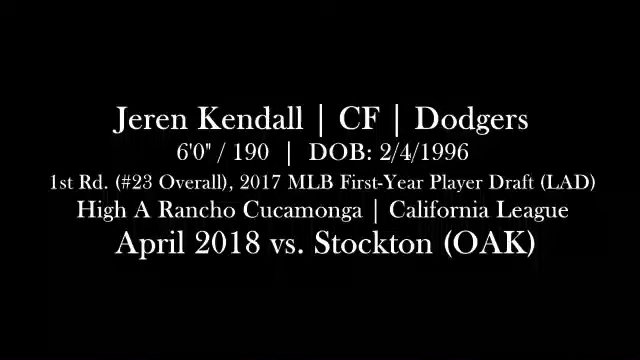 Jeren Kendall | CF | Dodgers
6'0" / 190 | DOB: 2/4/1996
1st Rd. (#23 Overall), 2017 MLB First-Year Player Draft (LAD)
High A Rancho Cucamonga | California League
April 2018 vs. Stockton (OAK)